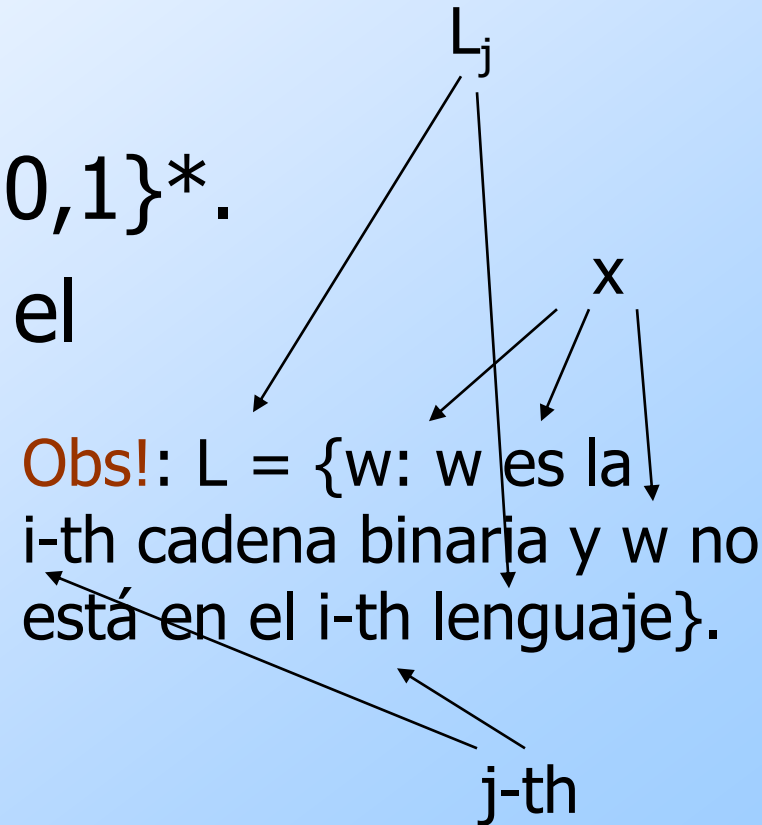 Lj
0,1}*.
x
el
Obs!: L = {w: w es la
i-th cadena binaria y w no
está en el i-th lenguaje}.
j-th